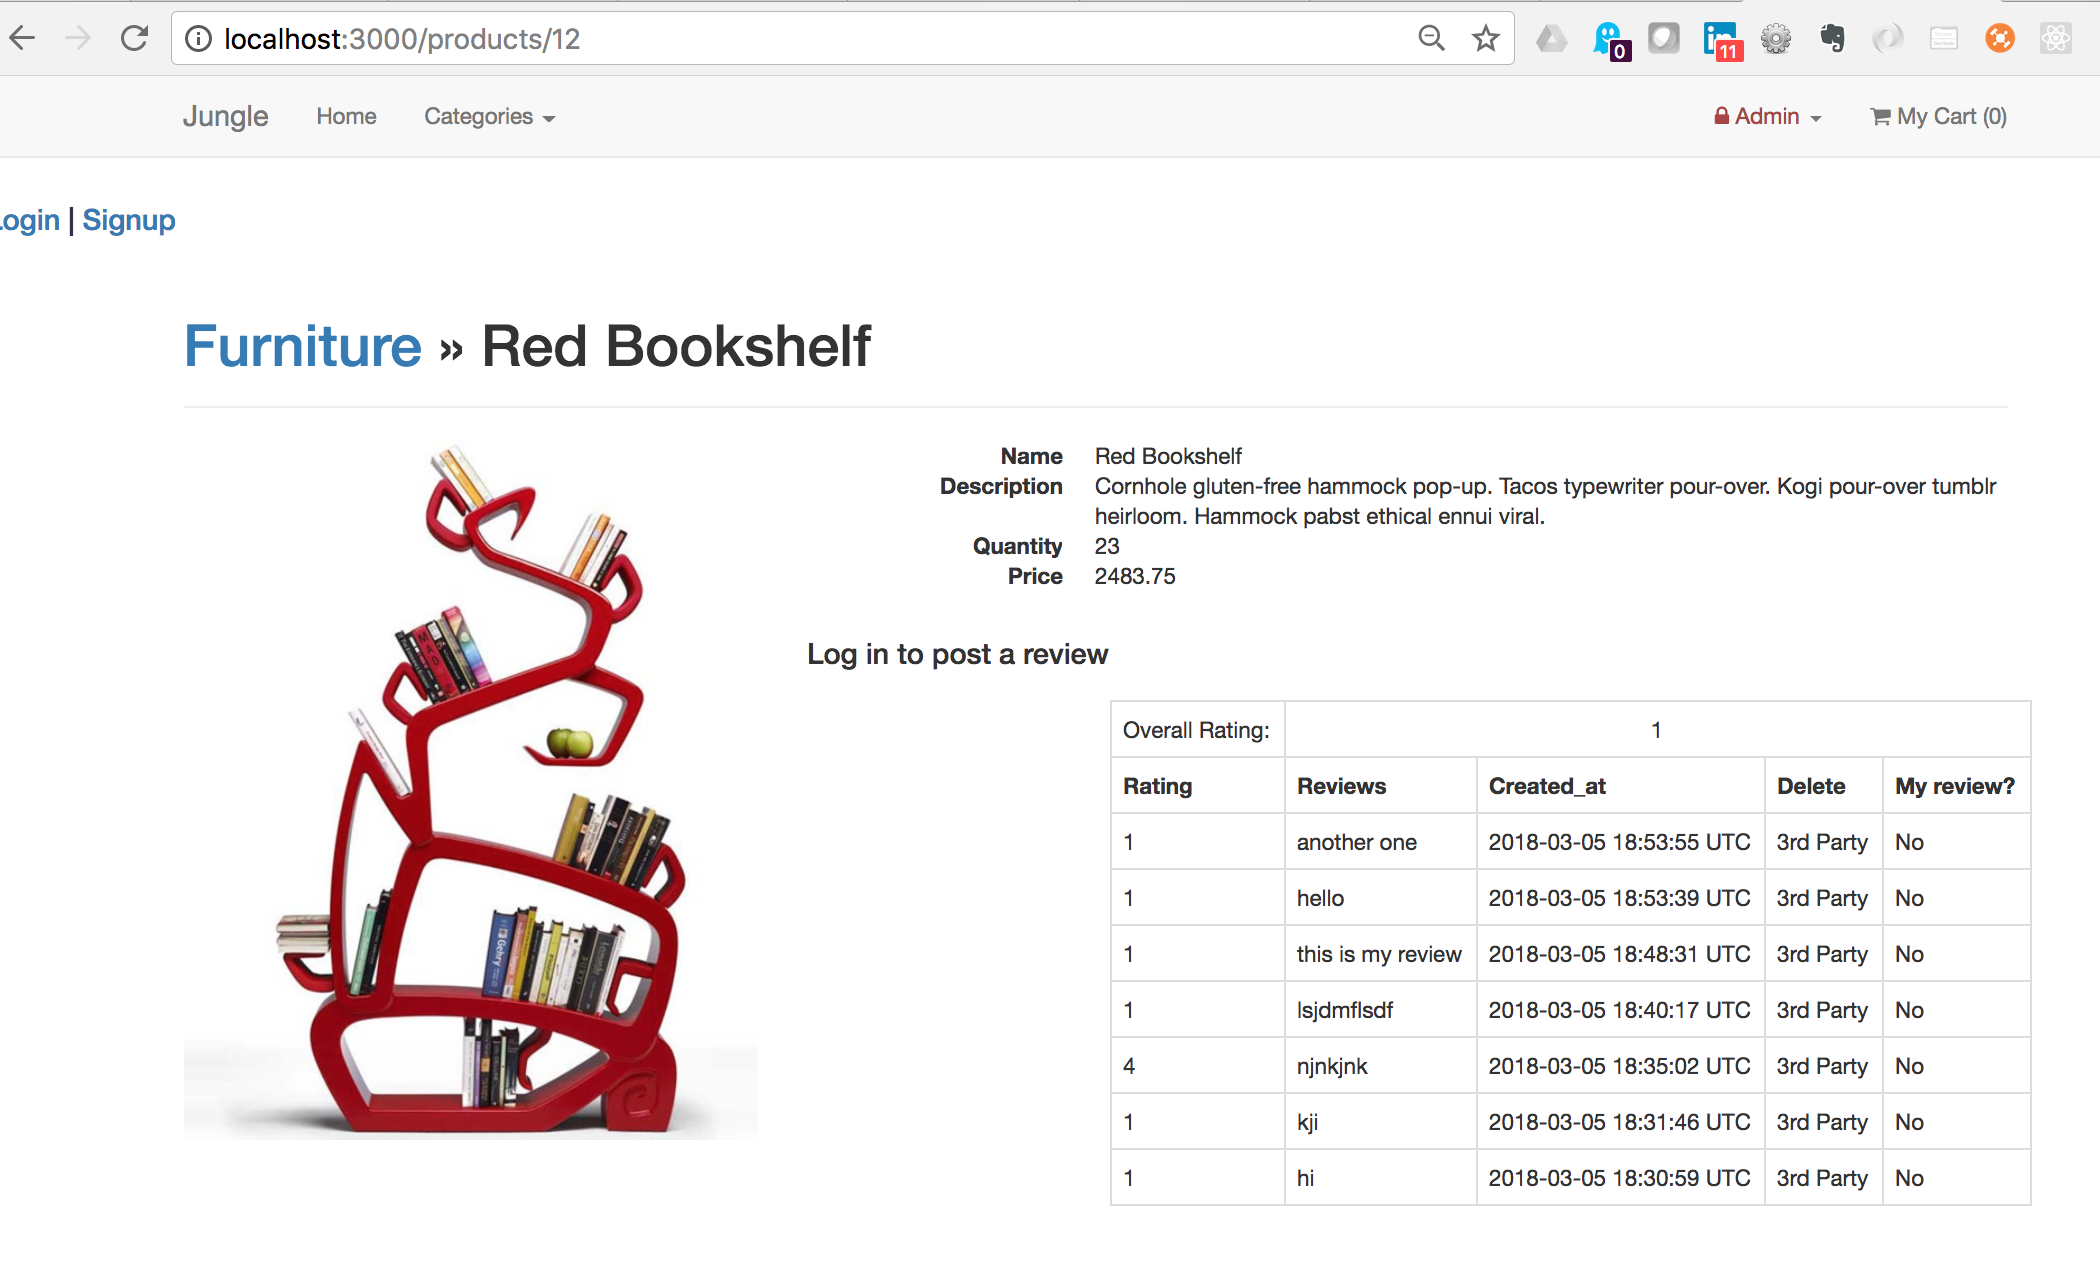 localhost:3000/products/12
0
11
Jungle Home Categories Admin My Cart (0)
ogin | Signup
Furniture » Red Bookshelf
Name Red Bookshelf
Description Cornhole gluten-free hammock pop-up. Tacos typewriter pour-over. Kogi pour-over tumblr
heirloom. Hammock pabst ethical ennui viral.
Quantity 23
Price 2483.75
MAD
Gehry
Log in to post a review
Overall Rating: 1
Rating Reviews Created_at Delete My review?
1 another one 2018-03-05 18:53:55 UTC 3rd Party No
1 hello 2018-03-05 18:53:39 UTC 3rd Party No
1 this is my review 2018-03-05 18:48:31 UTC 3rd Party No
1 lsjdmflsdf 2018-03-05 18:40:17 UTC 3rd Party No
4 njnkjnk 2018-03-05 18:35:02 UTC 3rd Party No
1 kji 2018-03-05 18:31:46 UTC 3rd Party No
1 hi 2018-03-05 18:30:59 UTC 3rd Party No